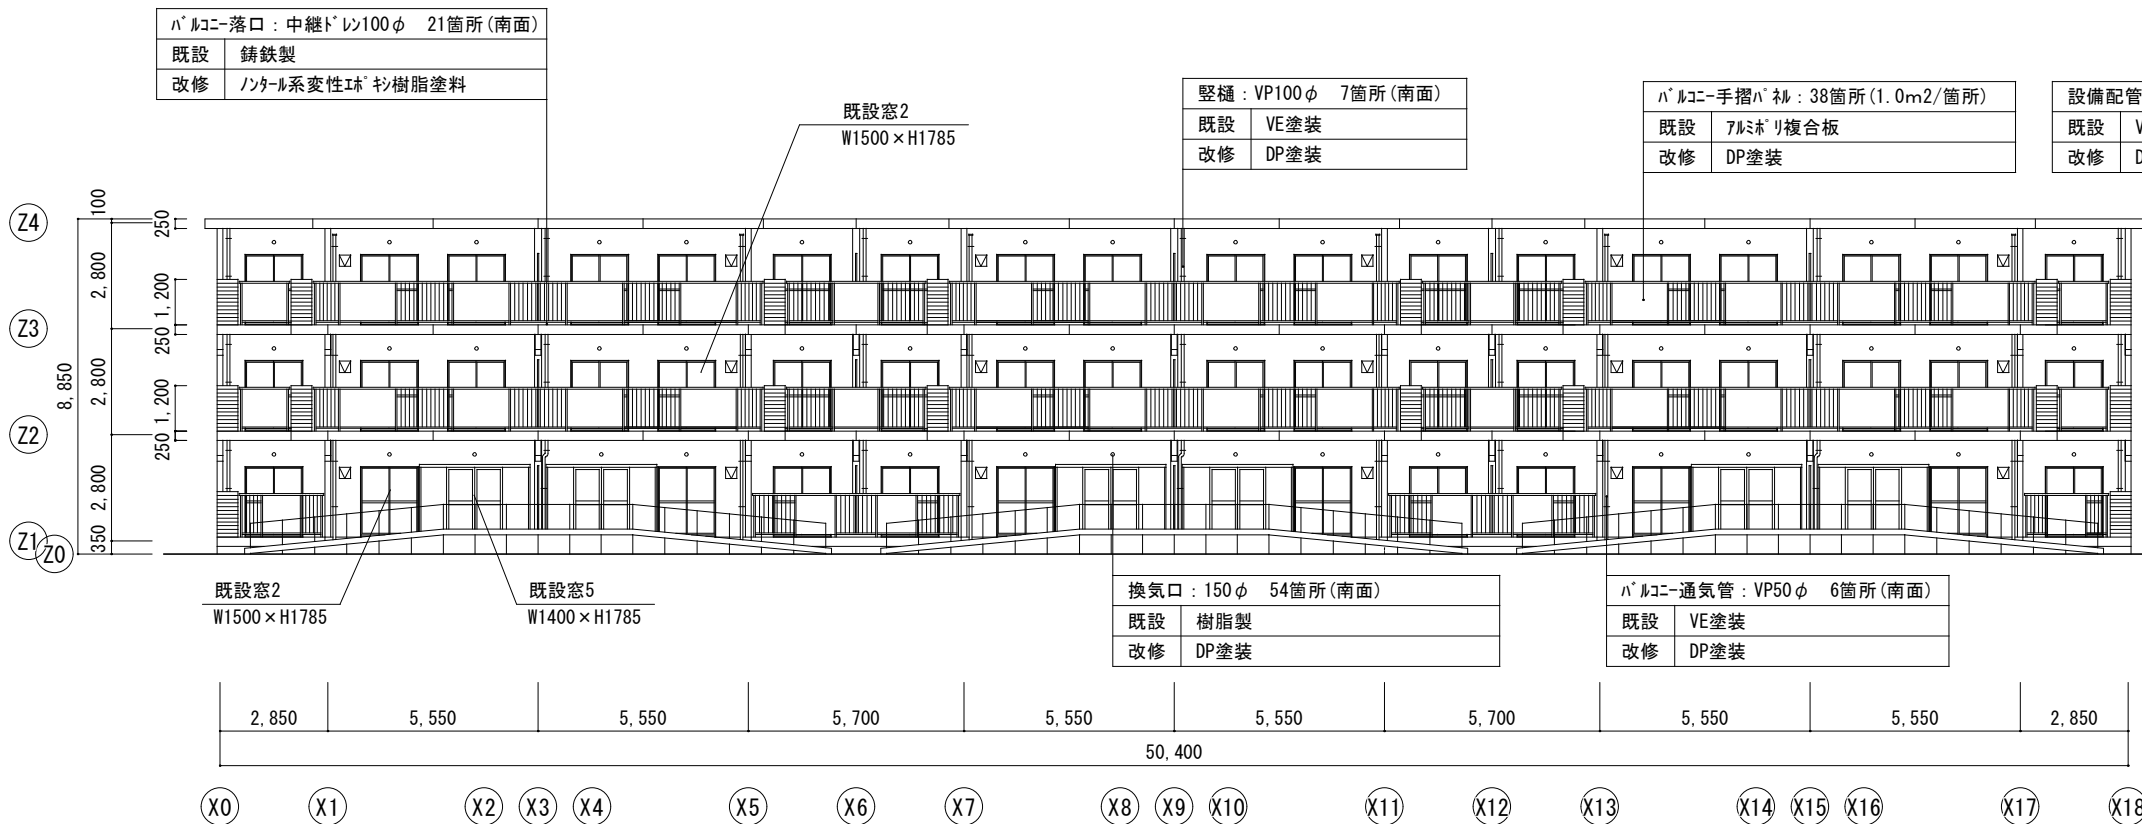 バルコニー落口：中継ドレン100φ　21箇所(南面)
既設　鋳鉄製
改修　ノンタール系変性エポキシ樹脂塗料
既設窓2
W1500×H1785
竪樋：VP100φ　7箇所(南面)
既設　VE塗装
改修　DP塗装
バルコニー手摺パネル：38箇所(1.0m2/箇所)
既設　アルミポリ複合板
改修　DP塗装
設備配管
既設　V
改修　D
Z4
Z3
Z2
Z1
Z0
8,850
100
2,800
2,800
2,800
350
250
1,200
250
1,200
250
既設窓2
W1500×H1785
既設窓5
W1400×H1785
換気口：150φ　54箇所(南面)
既設　樹脂製
改修　DP塗装
バルコニー通気管：VP50φ　6箇所(南面)
既設　VE塗装
改修　DP塗装
2,850　5,550　5,550　5,700　5,550　5,550　5,700　5,550　5,550　2,850
50,400
X0　X1　X2　X3　X4　X5　X6　X7　X8　X9　X10　X11　X12　X13　X14　X15　X16　X17　X18